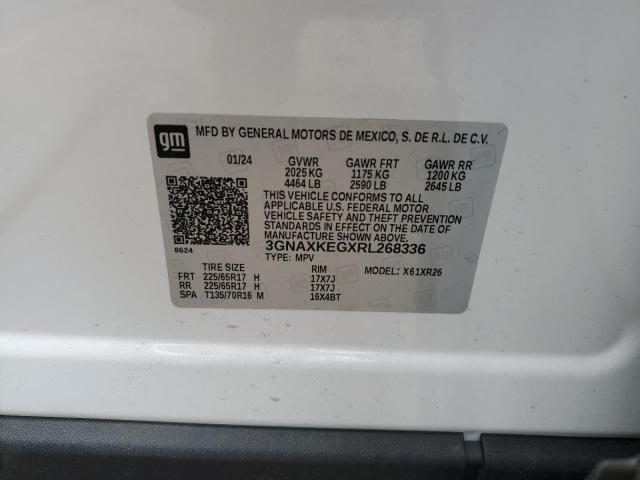 gm
MFD BY GENERAL MOTORS DE MEXICO, S. DE R.L. DE C.V.
01/24 GVWR GAWR FRT GAWR RR
2025 KG 1175 KG 1200 KG
4464 LB 2590 LB 2645 LB
THIS VEHICLE CONFORMS TO ALL
APPLICABLE U.S. FEDERAL MOTOR
VEHICLE SAFETY AND THEFT PREVENTION
STANDARDS IN EFFECT ON THE DATE OF
MANUFACTURE SHOWN ABOVE.
8624 3GNAXKEGXRL268336
TYPE: MPV
TIRE SIZE RIM MODEL: X61XR26
FRT 225/65R17 H 17X7J
RR 225/65R17 H 17X7J
SPA T135/70R16 M 16X4BT